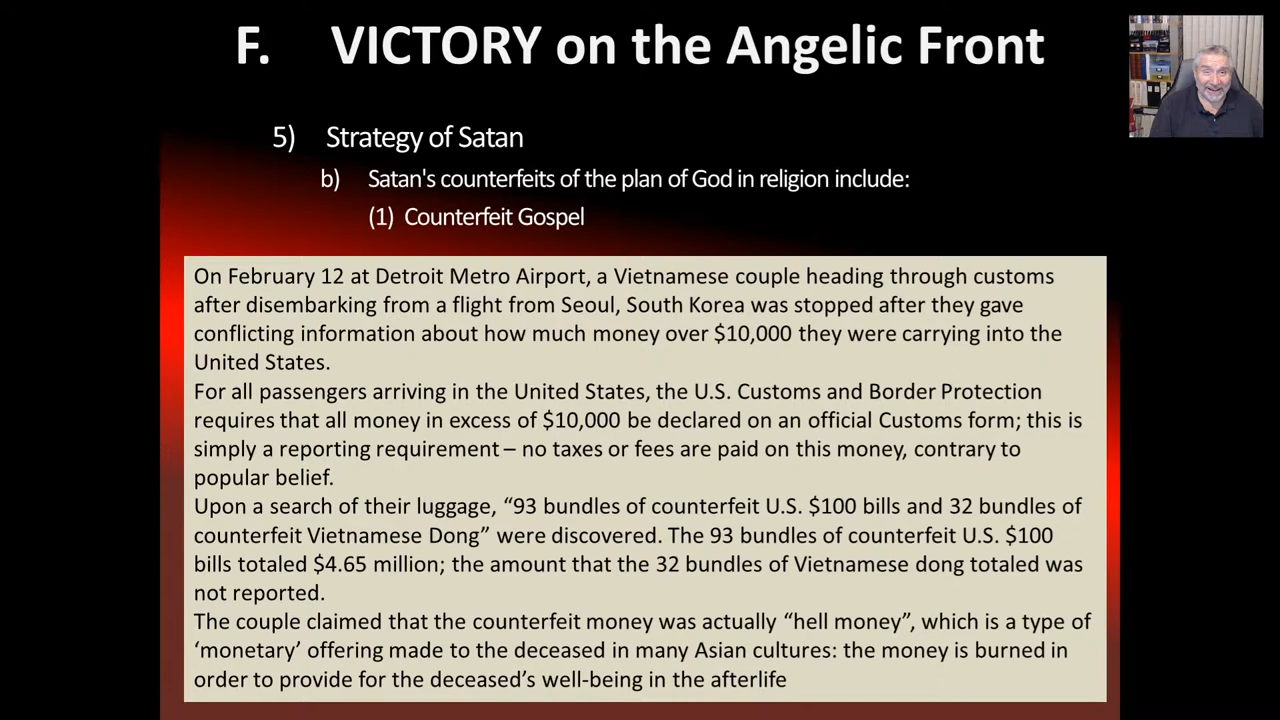 F. VICTORY on the Angelic Front
5) Strategy of Satan
b) Satan's counterfeits of the plan of God in religion include:
(1) Counterfeit Gospel
On February 12 at Detroit Metro Airport, a Vietnamese couple heading through customs
after disembarking from a flight from Seoul, South Korea was stopped after they gave
conflicting information about how much money over $10,000 they were carrying into the
United States.
For all passengers arriving in the United States, the U.S. Customs and Border Protection
requires that all money in excess of $10,000 be declared on an official Customs form; this is
simply a reporting requirement – no taxes or fees are paid on this money, contrary to
popular belief.
Upon a search of their luggage, “93 bundles of counterfeit U.S. $100 bills and 32 bundles of
counterfeit Vietnamese Dong” were discovered. The 93 bundles of counterfeit U.S. $100
bills totaled $4.65 million; the amount that the 32 bundles of Vietnamese dong totaled was
not reported.
The couple claimed that the counterfeit money was actually “hell money”, which is a type of
‘monetary’ offering made to the deceased in many Asian cultures: the money is burned in
order to provide for the deceased’s well-being in the afterlife